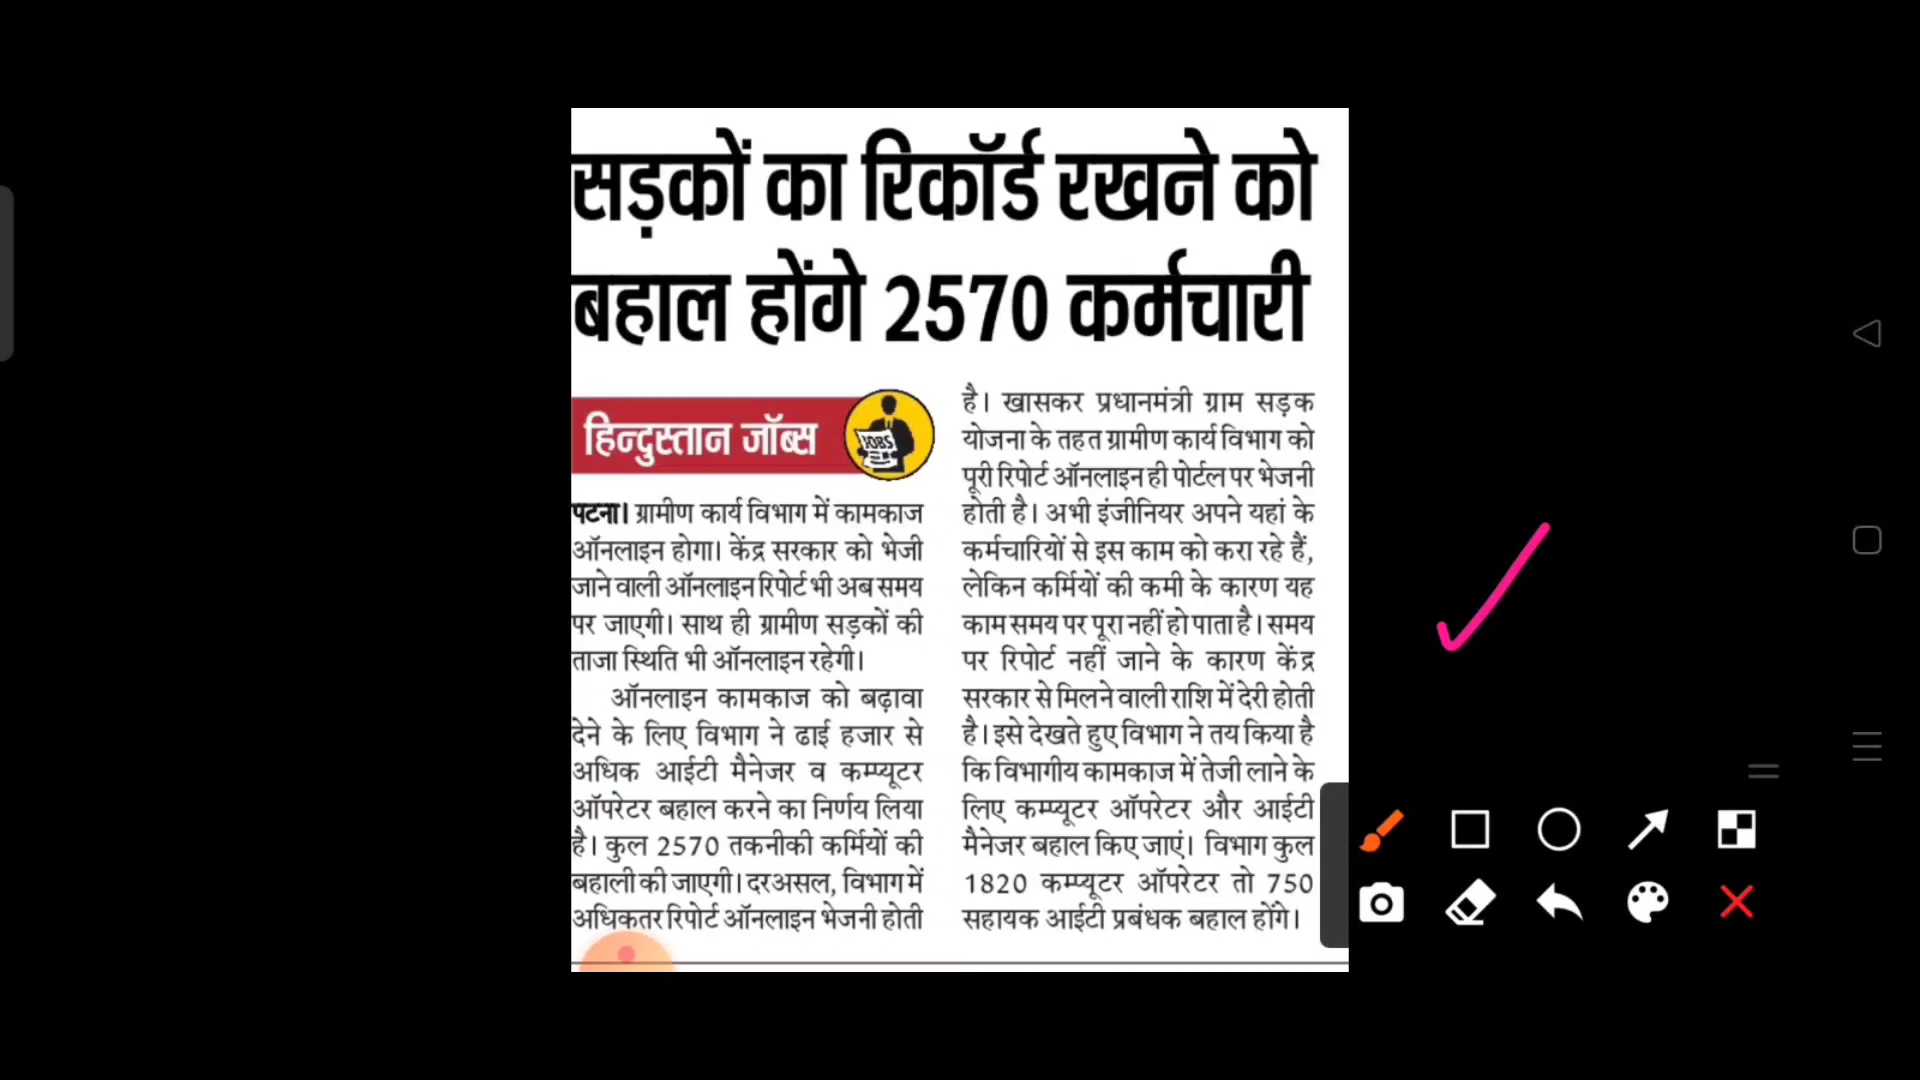 सड़कों का रिकॉर्ड रखने को
बहाल होंगे 2570 कर्मचारी
हिन्दुस्तान जॉब्स
JOBS
पटना। ग्रामीण कार्य विभाग में कामकाज
ऑनलाइन होगा। केंद्र सरकार को भेजी
जाने वाली ऑनलाइन रिपोर्ट भी अब समय
पर जाएगी। साथ ही ग्रामीण सड़कों की
ताजा स्थिति भी ऑनलाइन रहेगी।
ऑनलाइन कामकाज को बढ़ावा
देने के लिए विभाग ने ढाई हजार से
अधिक आईटी मैनेजर व कम्प्यूटर
ऑपरेटर बहाल करने का निर्णय लिया
है। कुल 2570 तकनीकी कर्मियों की
बहाली की जाएगी। दरअसल, विभाग में
अधिकतर रिपोर्ट ऑनलाइन भेजनी होती
है। खासकर प्रधानमंत्री ग्राम सड़क
योजना के तहत ग्रामीण कार्य विभाग को
पूरी रिपोर्ट ऑनलाइन ही पोर्टल पर भेजनी
होती है। अभी इंजीनियर अपने यहां के
कर्मचारियों से इस काम को करा रहे हैं,
लेकिन कर्मियों की कमी के कारण यह
काम समय पर पूरा नहीं हो पाता है। समय
पर रिपोर्ट नहीं जाने के कारण केंद्र
सरकार से मिलने वाली राशि में देरी होती
है। इसे देखते हुए विभाग ने तय किया है
कि विभागीय कामकाज में तेजी लाने के
लिए कम्प्यूटर ऑपरेटर और आईटी
मैनेजर बहाल किए जाएं। विभाग कुल
1820 कम्प्यूटर ऑपरेटर तो 750
सहायक आईटी प्रबंधक बहाल होंगे।